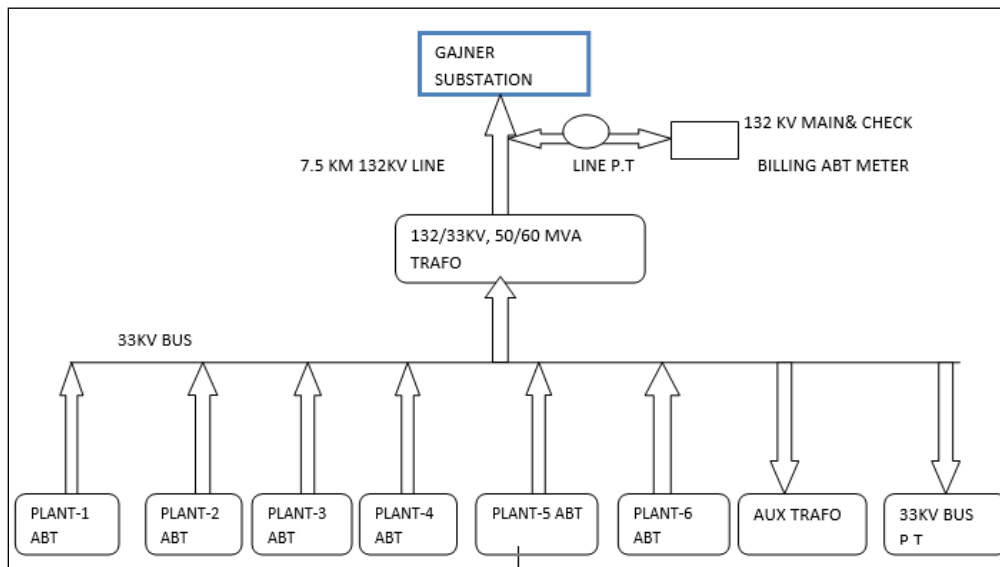 GAJNER
SUBSTATION
132 KV MAIN& CHECK
7.5 KM 132KV LINE
LINE P.T
BILLING ABT METER
132/33KV, 50/60 MVA
TRAFO
33KV BUS
PLANT-1
ABT
PLANT-2
ABT
PLANT-3
ABT
PLANT-4
ABT
PLANT-5 ABT
PLANT-6
ABT
AUX TRAFO
33KV BUS
P.T